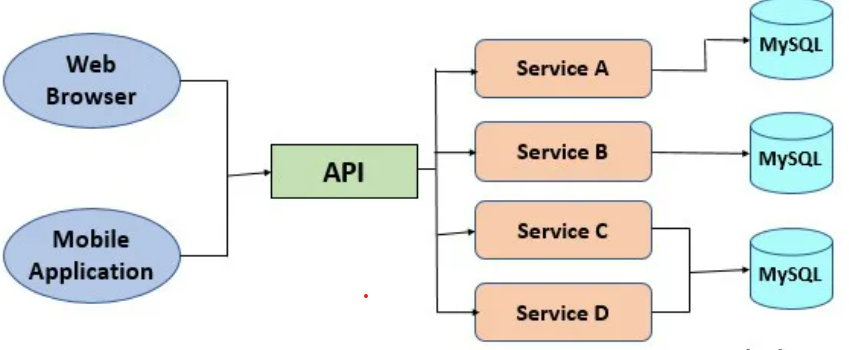 Web
Browser
Mobile
Application
API
Service A
Service B
Service C
Service D
MySQL
MySQL
MySQL